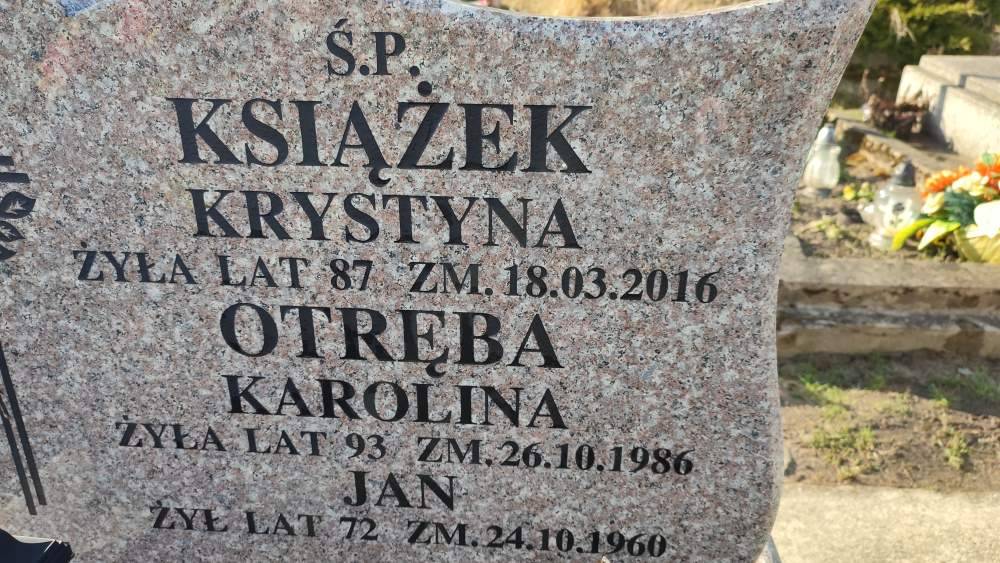 Ś.P.
KSIĄŻEK
KRYSTYNA
ŻYŁA LAT 87 ZM. 18.03.2016
OTRĘBA
KAROLINA
ŻYŁA LAT 93 ZM. 26.10.1986
JAN
ŻYŁ LAT 72 ZM. 24.10.1960